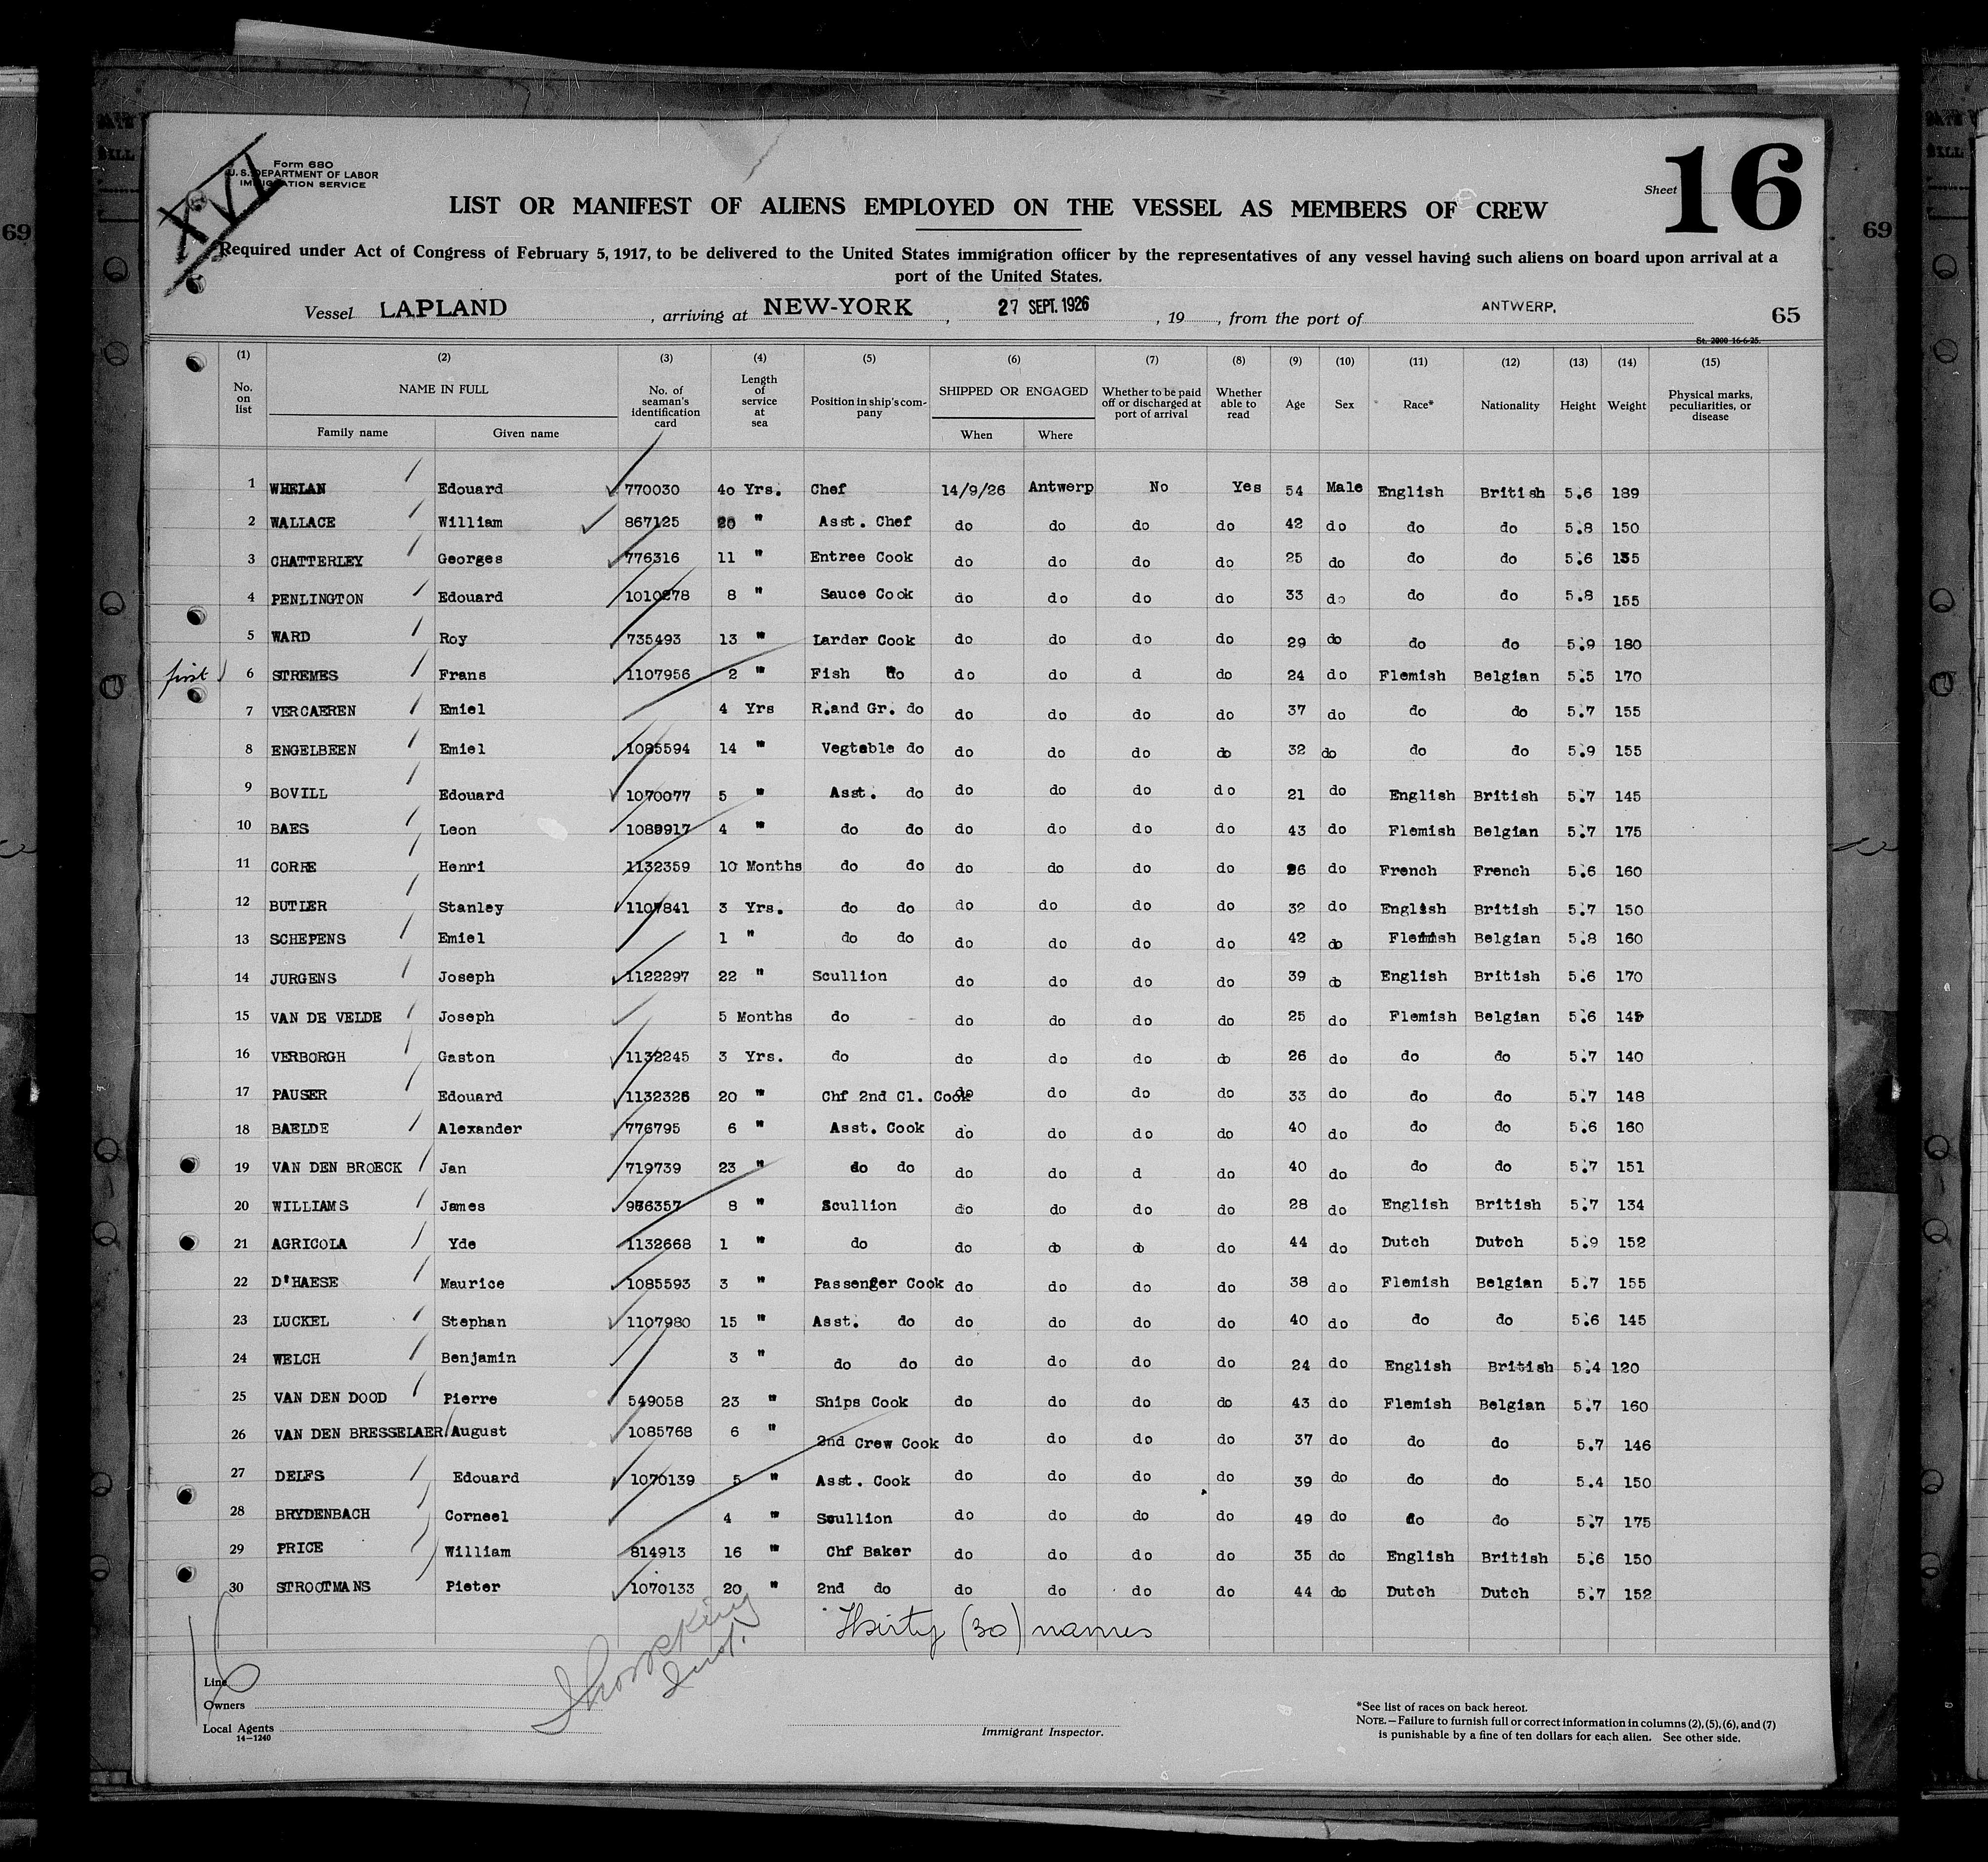 XVI
Form 680
U. S. DEPARTMENT OF LABOR
IMMIGRATION SERVICE
Sheet 16
LIST OR MANIFEST OF ALIENS EMPLOYED ON THE VESSEL AS MEMBERS OF CREW
Required under Act of Congress of February 5, 1917, to be delivered to the United States immigration officer by the representatives of any vessel having such aliens on board upon arrival at a
port of the United States.
Vessel LAPLAND, arriving at NEW-YORK, 27 SEPT. 1926, 19, from the port of ANTWERP. 65
St. 2000 16-6-25.
(1) (2) (3) (4) (5) (6) (7) (8) (9) (10) (11) (12) (13) (14) (15)
No. on list NAME IN FULL Family name Given name No. of seaman's identification card Length of service at sea Position in ship's company SHIPPED OR ENGAGED When Where Whether to be paid off or discharged at port of arrival Whether able to read Age Sex Race* Nationality Height Weight Physical marks, peculiarities, or disease
1 WHELAN Edouard 770030 40 Yrs. Chef 14/9/26 Antwerp No Yes 54 Male English British 5.6 189
2 WALLACE William 867125 20 " Asst. Chef do do do do 42 do do do 5.8 150
3 CHATTERLEY Georges 776316 11 " Entree Cook do do do do 25 do do do 5.6 135
4 PENLINGTON Edouard 1010278 8 " Sauce Cook do do do do 33 do do do 5.8 155
5 WARD Roy 735493 13 " Larder Cook do do do do 29 do do do 5.9 180
first 6 STREMES Frans 1107956 2 " Fish do do do d do 24 do Flemish Belgian 5.5 170
7 VERCAEREN Emiel 4 Yrs R.and Gr. do do do do do 37 do do do 5.7 155
8 ENGELBEEN Emiel 1085594 14 " Vegtable do do do do do 32 do do do 5.9 155
9 BOVILL Edouard 1070077 5 " Asst. do do do do do 21 do English British 5.7 145
10 BAES Leon 1089917 4 " do do do do do do 43 do Flemish Belgian 5.7 175
11 CORRE Henri 1132359 10 Months do do do do do do 26 do French French 5.6 160
12 BUTLER Stanley 1107841 3 Yrs. do do do do do do 32 do English British 5.7 150
13 SCHEPENS Emiel 1 " do do do do do do 42 do Flemish Belgian 5.8 160
14 JURGENS Joseph 1122297 22 " Scullion do do do do 39 do English British 5.6 170
15 VAN DE VELDE Joseph 5 Months do do do do do 25 do Flemish Belgian 5.6 145
16 VERBORGH Gaston 1132245 3 Yrs. do do do do do 26 do do do 5.7 140
17 PAUSER Edouard 1132326 20 " Chf 2nd Cl. Cook do do do do 33 do do do 5.7 148
18 BAELDE Alexander 776795 6 " Asst. Cook do do do do 40 do do do 5.6 160
19 VAN DEN BROECK Jan 719739 23 " do do do do d do 40 do do do 5.7 151
20 WILLIAMS James 966357 8 " Scullion do do do do 28 do English British 5.7 134
21 AGRICOLA Yde 1132668 1 " do do do do do 44 do Dutch Dutch 5.9 152
22 D'HAESE Maurice 1085593 3 " Passenger Cook do do do do 38 do Flemish Belgian 5.7 155
23 LUCKEL Stephan 1107980 15 " Asst. do do do do do 40 do do do 5.6 145
24 WELCH Benjamin 3 " do do do do do do 24 do English British 5.4 120
25 VAN DEN DOOD Pierre 549058 23 " Ships Cook do do do do 43 do Flemish Belgian 5.7 160
26 VAN DEN BRESSELAER August 1085768 6 " 2nd Crew Cook do do do do 37 do do do 5.7 146
27 DELFS Edouard 1070139 5 " Asst. Cook do do do do 39 do do do 5.4 150
28 BRYDENBACH Corneel 4 " Scullion do do do do 49 do do do 5.7 175
29 PRICE William 814913 16 " Chf Baker do do do do 35 do English British 5.6 150
30 STROOTMANS Pieter 1070133 20 " 2nd do do do do do 44 do Dutch Dutch 5.7 152
Thirty (30) names
16
Line
Owners
Local Agents
14—1240
Immigrant Inspector.
*See list of races on back hereof.
NOTE.—Failure to furnish full or correct information in columns (2), (5), (6), and (7)
is punishable by a fine of ten dollars for each alien. See other side.
69
69